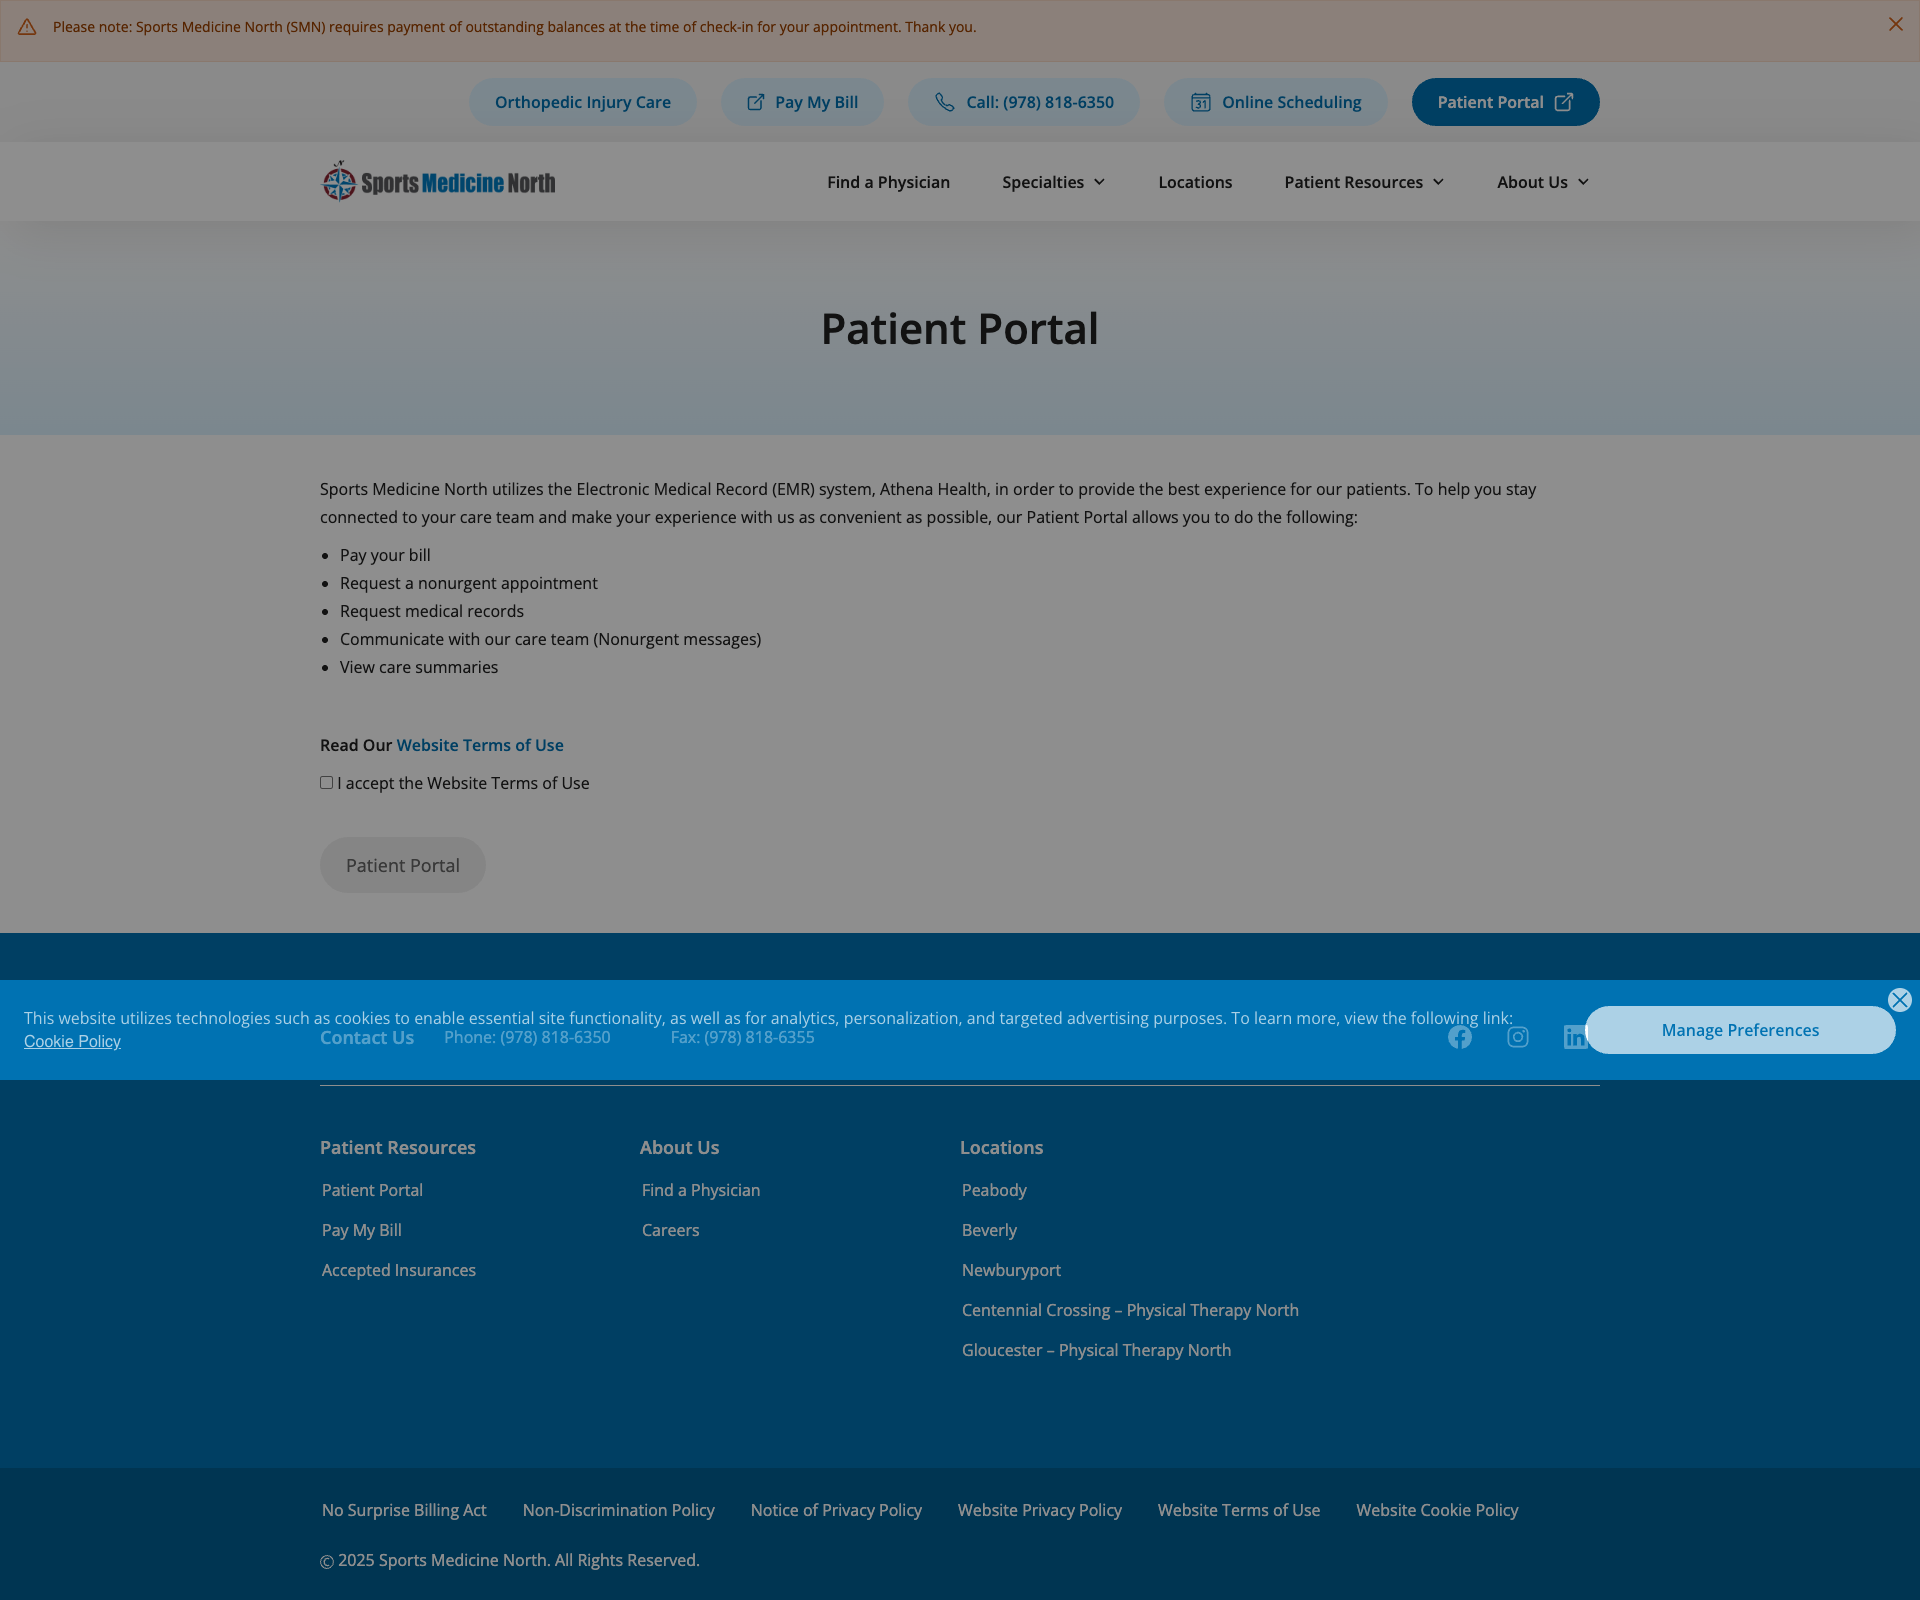 Please note: Sports Medicine North (SMN) requires payment of outstanding balances at the time of check-in for your appointment. Thank you.
Orthopedic Injury Care
Pay My Bill
Call: (978) 818-6350
31
Online Scheduling
Patient Portal
N
Sports Medicine North
Find a Physician
Specialties
Locations
Patient Resources
About Us
Patient Portal
Sports Medicine North utilizes the Electronic Medical Record (EMR) system, Athena Health, in order to provide the best experience for our patients. To help you stay
connected to your care team and make your experience with us as convenient as possible, our Patient Portal allows you to do the following:
• Pay your bill
• Request a nonurgent appointment
• Request medical records
• Communicate with our care team (Nonurgent messages)
• View care summaries
Read Our Website Terms of Use
I accept the Website Terms of Use
Patient Portal
This website utilizes technologies such as cookies to enable essential site functionality, as well as for analytics, personalization, and targeted advertising purposes. To learn more, view the following link:
Cookie Policy
Manage Preferences
Contact Us
Phone: (978) 818-6350
Fax: (978) 818-6355
in
Patient Resources
Patient Portal
Pay My Bill
Accepted Insurances
About Us
Find a Physician
Careers
Locations
Peabody
Beverly
Newburyport
Centennial Crossing – Physical Therapy North
Gloucester – Physical Therapy North
No Surprise Billing Act
Non-Discrimination Policy
Notice of Privacy Policy
Website Privacy Policy
Website Terms of Use
Website Cookie Policy
© 2025 Sports Medicine North. All Rights Reserved.